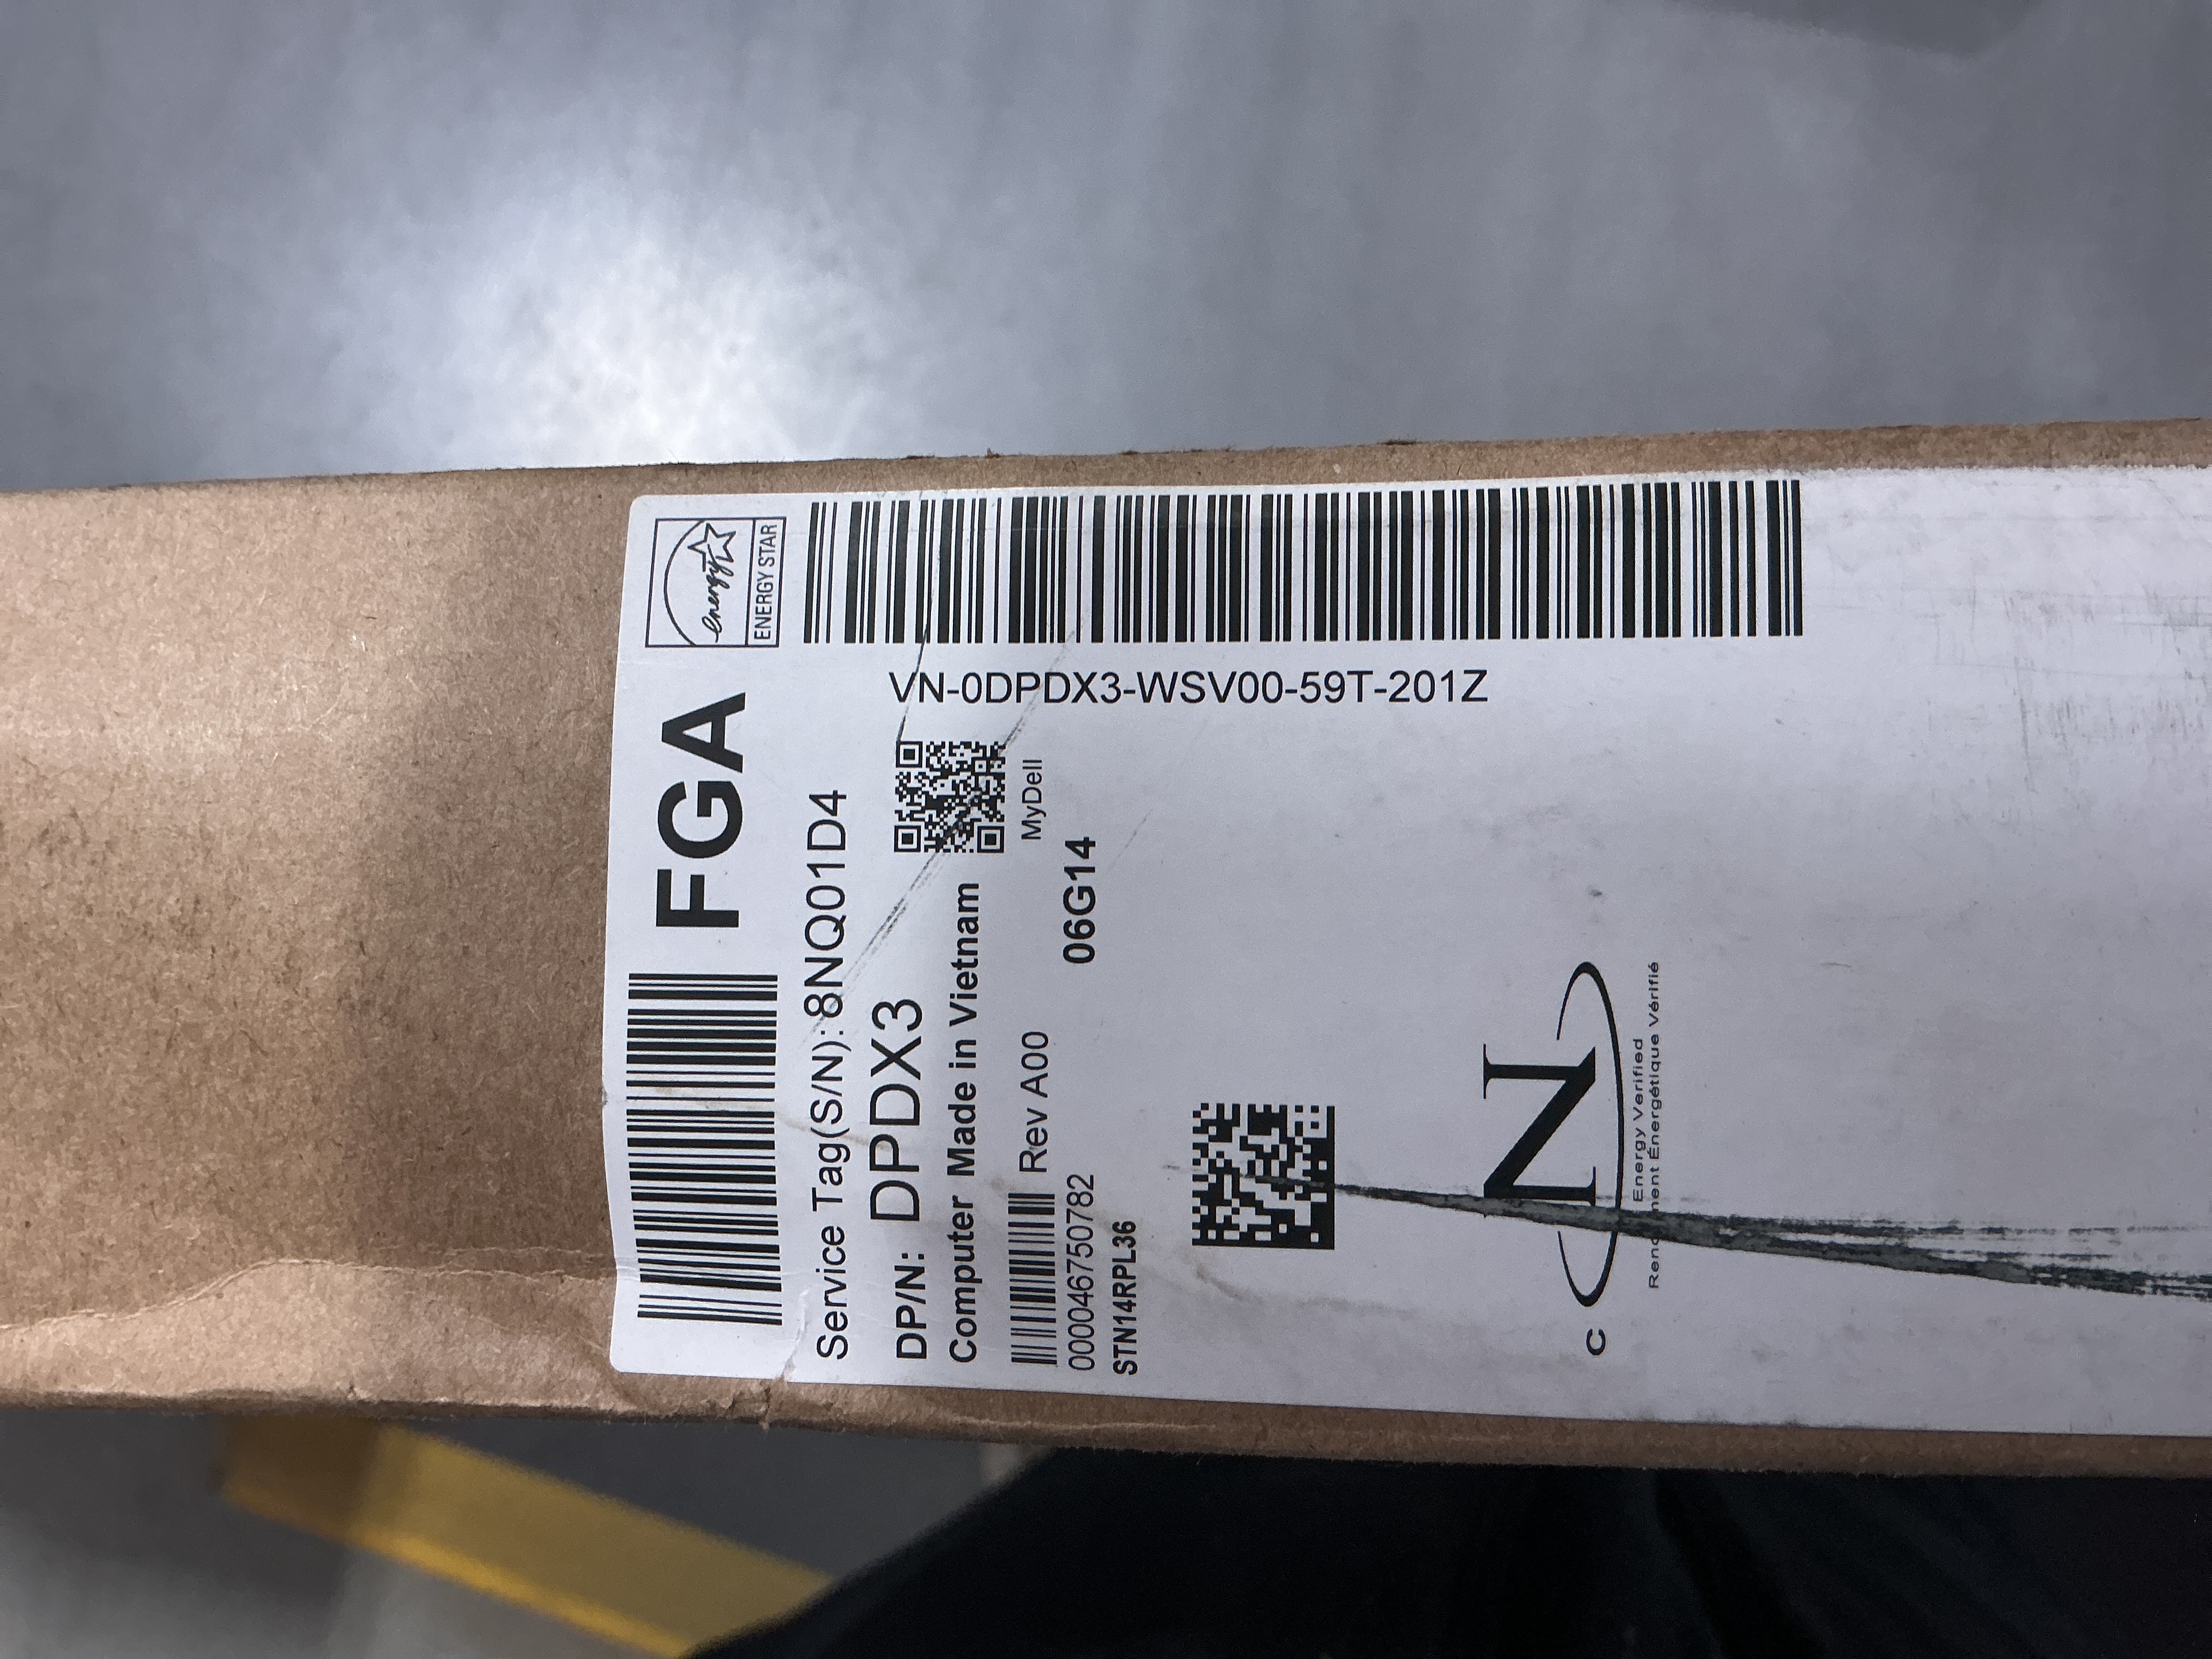 FGA
energy
ENERGY STAR
Service Tag(S/N): 8NQ01D4
DP/N: DPDX3
Computer Made in Vietnam
Rev A00
MyDell
000046750782
06G14
STN14RPL36
VN-0DPDX3-WSV00-59T-201Z
C
N
Energy Verified
Énergétique Vérifié